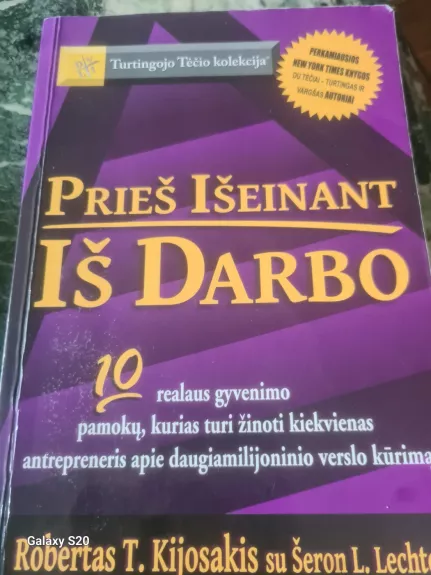 Turtingojo Tėčio kolekcija®
PERKAMIAUSIOS
NEW YORK TIMES KNYGOS
DU TĖČIAI - TURTINGAS IR
VARGŠAS AUTORIAI
PRIEŠ IŠEINANT
IŠ DARBO
10 realaus gyvenimo
pamokų, kurias turi žinoti kiekvienas
antrepreneris apie daugiamilijoninio verslo kūrima
Galaxy S20
Robertas T. Kijosakis su Šeron L. Lechte